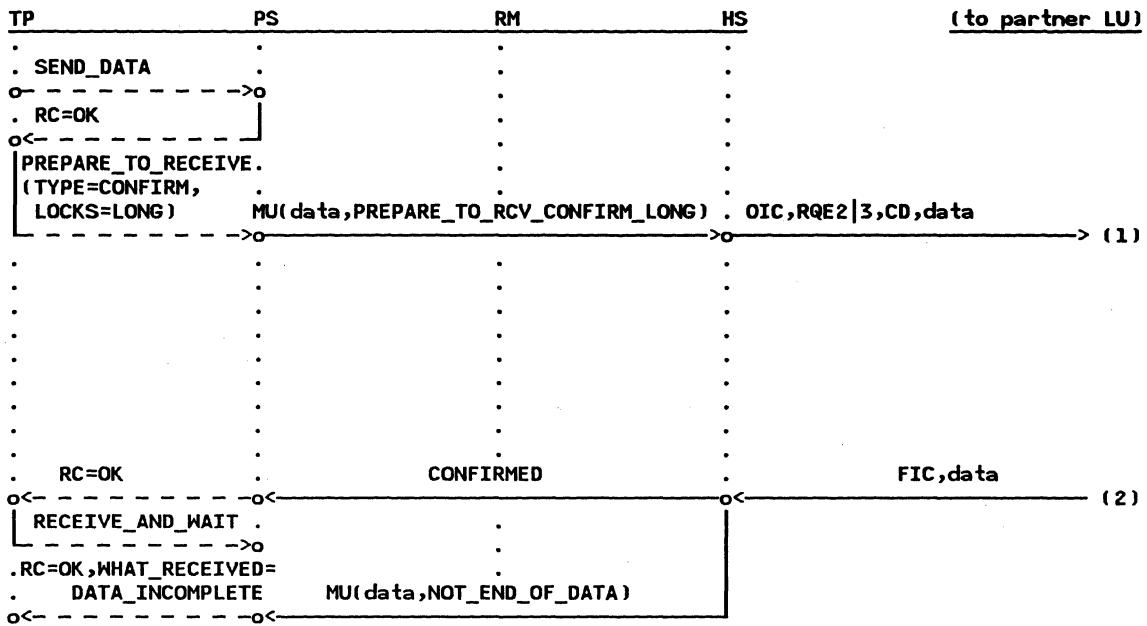 TP PS RM HS (to partner LU)
SEND_DATA
RC=OK
PREPARE_TO_RECEIVE.
(TYPE=CONFIRM,
LOCKS=LONG) MU(data,PREPARE_TO_RCV_CONFIRM_LONG) . OIC,RQE2|3,CD,data
(1)
RC=OK CONFIRMED FIC,data
(2)
RECEIVE_AND_WAIT .
.RC=OK,WHAT_RECEIVED=
DATA_INCOMPLETE MU(data,NOT_END_OF_DATA)